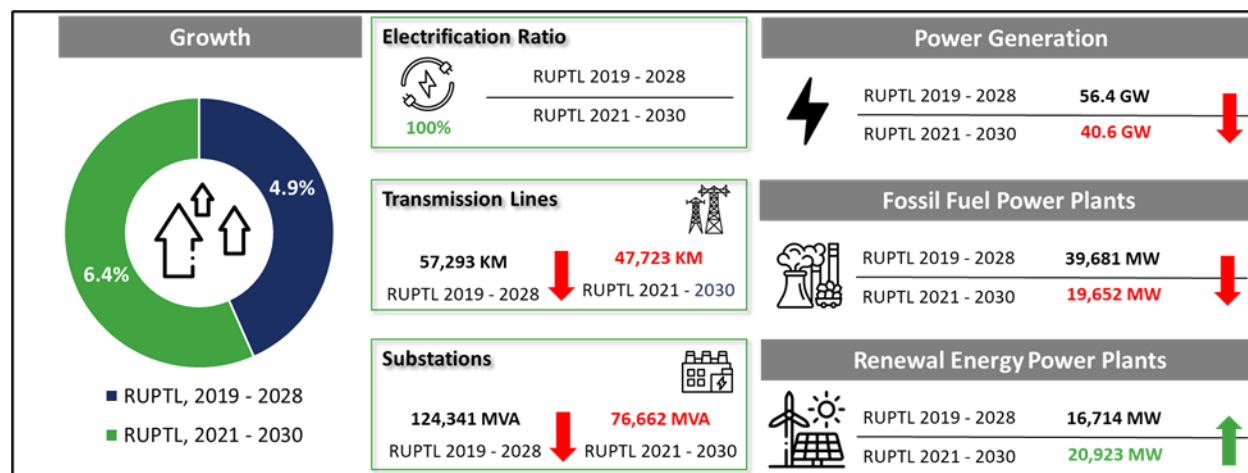 Growth
4.9%
6.4%
RUPTL, 2019 - 2028
RUPTL, 2021 - 2030
Electrification Ratio
100%
RUPTL 2019 - 2028
RUPTL 2021 - 2030
Transmission Lines
57,293 KM
47,723 KM
RUPTL 2019 - 2028
RUPTL 2021 - 2030
Substations
124,341 MVA
76,662 MVA
RUPTL 2019 - 2028
RUPTL 2021 - 2030
Power Generation
RUPTL 2019 - 2028 56.4 GW
RUPTL 2021 - 2030 40.6 GW
Fossil Fuel Power Plants
RUPTL 2019 - 2028 39,681 MW
RUPTL 2021 - 2030 19,652 MW
Renewal Energy Power Plants
RUPTL 2019 - 2028 16,714 MW
RUPTL 2021 - 2030 20,923 MW